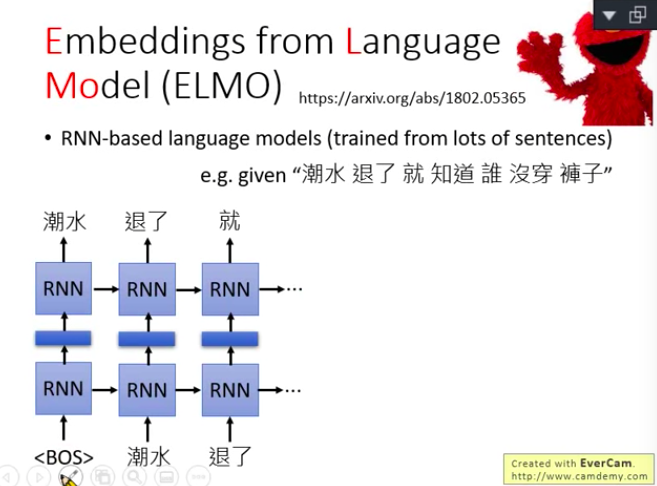 Embeddings from Language
Model (ELMO) https://arxiv.org/abs/1802.05365
• RNN-based language models (trained from lots of sentences)
e.g. given “潮水 退了 就 知道 誰 沒穿 褲子”
潮水 退了 就
RNN RNN RNN ...
RNN RNN RNN ...
<BOS> 潮水 退了
Created with EverCam.
http://www.camdemy.com